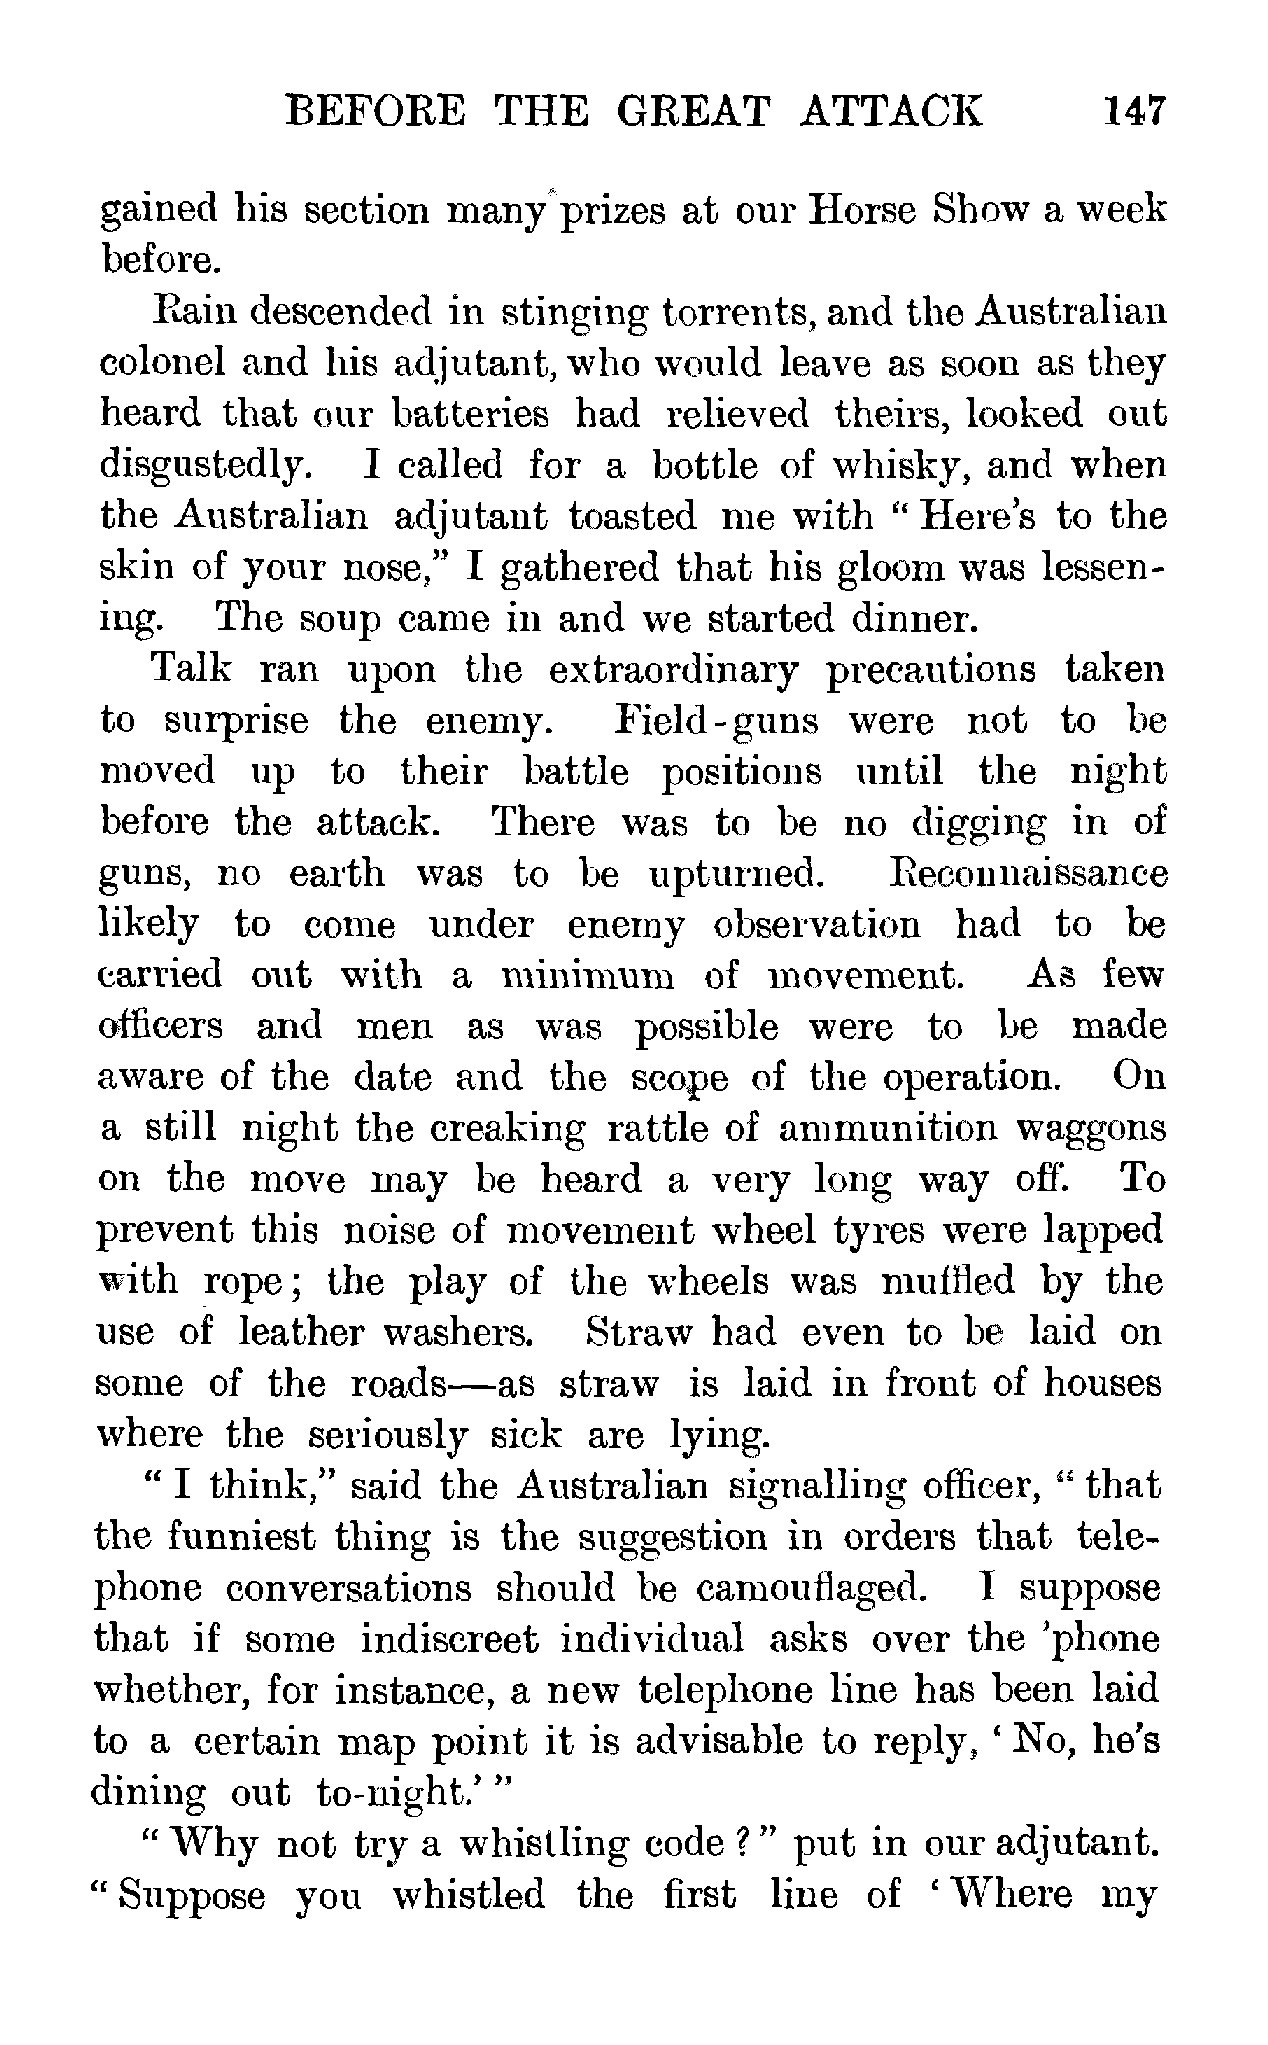 BEFORE THE GREAT ATTACK 147
gained his section many prizes at our Horse Show a week
before.
Rain descended in stinging torrents, and the Australian
colonel and his adjutant, who would leave as soon as they
heard that our batteries had relieved theirs, looked out
disgustedly. I called for a bottle of whisky, and when
the Australian adjutant toasted me with “ Here’s to the
skin of your nose,” I gathered that his gloom was lessen-
ing. The soup came in and we started dinner.
Talk ran upon the extraordinary precautions taken
to surprise the enemy. Field-guns were not to be
moved up to their battle positions until the night
before the attack. There was to be no digging in of
guns, no earth was to be upturned. Reconnaissance
likely to come under enemy observation had to be
carried out with a minimum of movement. As few
officers and men as was possible were to be made
aware of the date and the scope of the operation. On
a still night the creaking rattle of ammunition waggons
on the move may be heard a very long way off. To
prevent this noise of movement wheel tyres were lapped
with rope ; the play of the wheels was muffled by the
use of leather washers. Straw had even to be laid on
some of the roads—as straw is laid in front of houses
where the seriously sick are lying.
“ I think,” said the Australian signalling officer, “ that
the funniest thing is the suggestion in orders that tele-
phone conversations should be camouflaged. I suppose
that if some indiscreet individual asks over the ’phone
whether, for instance, a new telephone line has been laid
to a certain map point it is advisable to reply, ‘ No, he’s
dining out to-night.’ ”
“ Why not try a whistling code ? ” put in our adjutant.
“ Suppose you whistled the first line of ‘ Where my